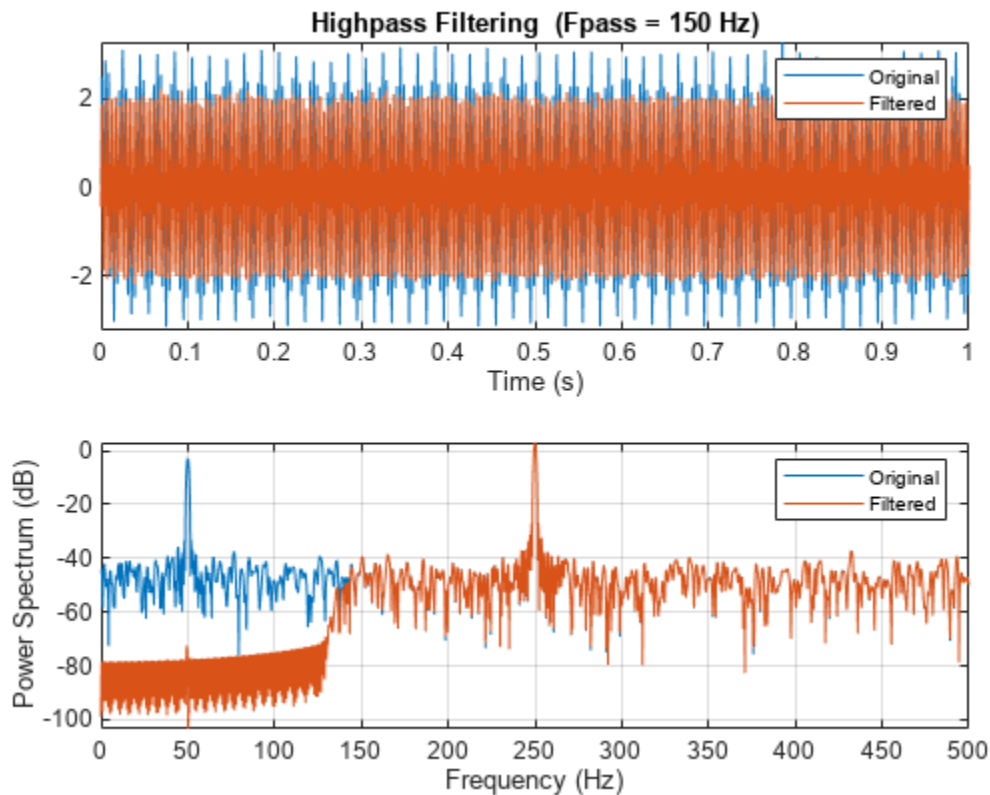 Highpass Filtering (Fpass = 150 Hz)
Original
Filtered
2
0
-2
0 0.1 0.2 0.3 0.4 0.5 0.6 0.7 0.8 0.9 1
Time (s)
Power Spectrum (dB)
0
-20
-40
-60
-80
-100
Original
Filtered
0 50 100 150 200 250 300 350 400 450 500
Frequency (Hz)